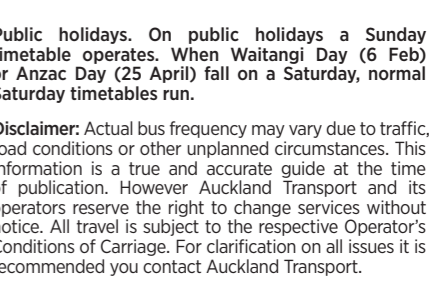 Public holidays. On public holidays a Sunday
timetable operates. When Waitangi Day (6 Feb)
or Anzac Day (25 April) fall on a Saturday, normal
Saturday timetables run.
Disclaimer: Actual bus frequency may vary due to traffic,
road conditions or other unplanned circumstances. This
information is a true and accurate guide at the time
of publication. However Auckland Transport and its
operators reserve the right to change services without
notice. All travel is subject to the respective Operator's
Conditions of Carriage. For clarification on all issues it is
recommended you contact Auckland Transport.